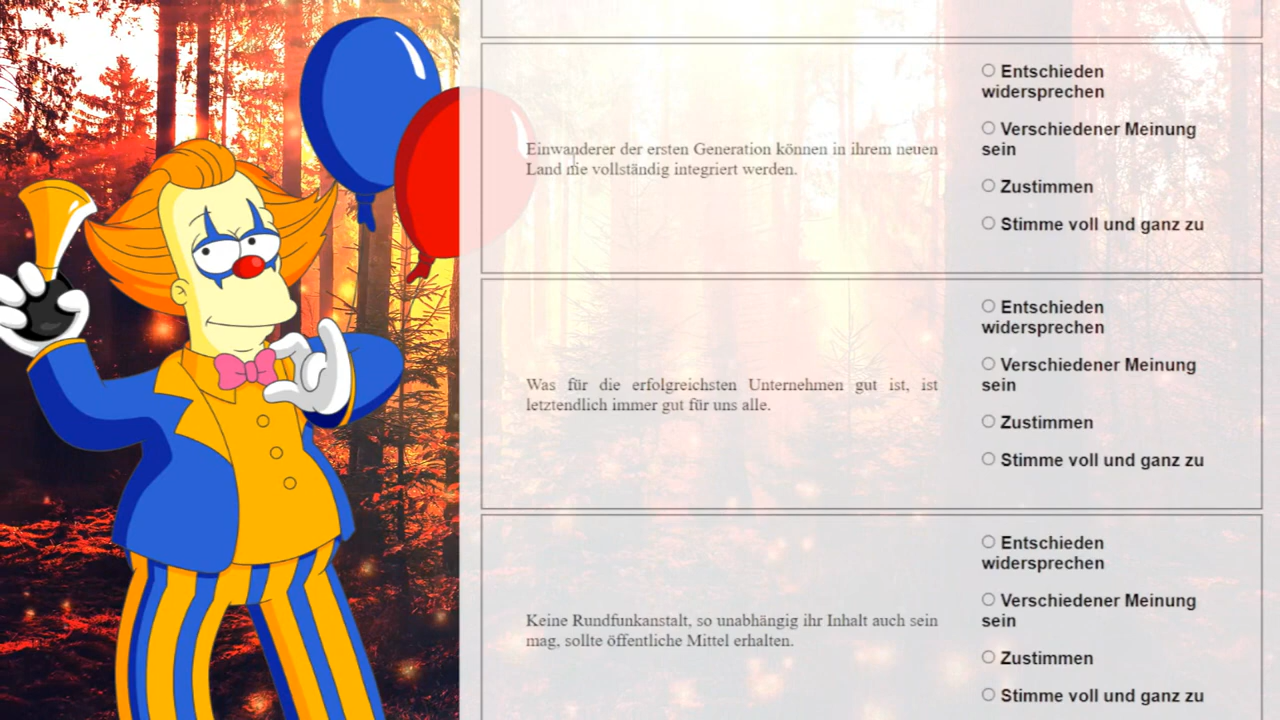 Einwanderer der ersten Generation können in ihrem neuen
Land nie vollständig integriert werden.
Entschieden
widersprechen
Verschiedener Meinung
sein
Zustimmen
Stimme voll und ganz zu
Was für die erfolgreichsten Unternehmen gut ist, ist
letztendlich immer gut für uns alle.
Entschieden
widersprechen
Verschiedener Meinung
sein
Zustimmen
Stimme voll und ganz zu
Keine Rundfunkanstalt, so unabhängig ihr Inhalt auch sein
mag, sollte öffentliche Mittel erhalten.
Entschieden
widersprechen
Verschiedener Meinung
sein
Zustimmen
Stimme voll und ganz zu